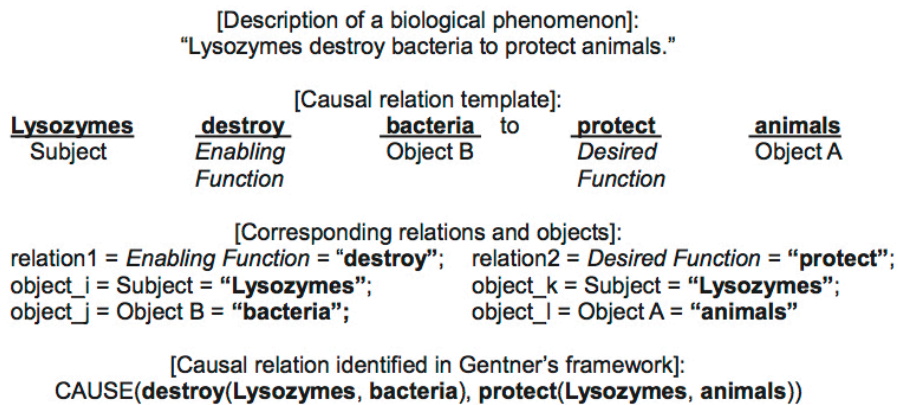 [Description of a biological phenomenon]:
“Lysozymes destroy bacteria to protect animals.”
[Causal relation template]:
Lysozymes destroy bacteria to protect animals
Subject Enabling Object B Desired Object A
Function Function
[Corresponding relations and objects]:
relation1 = Enabling Function = “destroy”; relation2 = Desired Function = “protect”;
object_i = Subject = “Lysozymes”; object_k = Subject = “Lysozymes”;
object_j = Object B = “bacteria”; object_l = Object A = “animals”
[Causal relation identified in Gentner’s framework]:
CAUSE(destroy(Lysozymes, bacteria), protect(Lysozymes, animals))